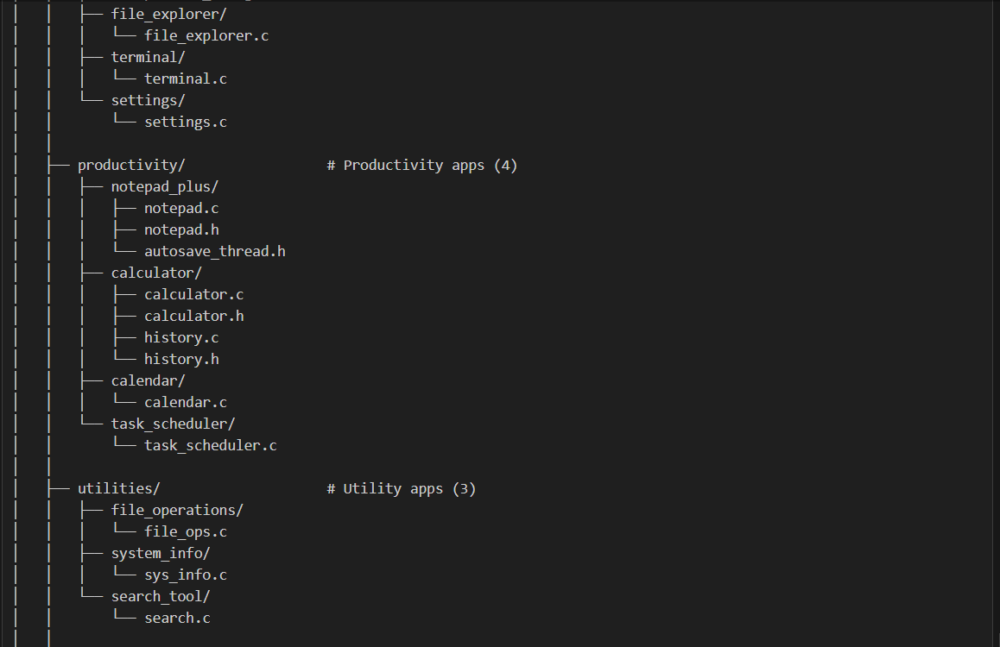 │   │   ├── file_explorer/
│   │   │   └── file_explorer.c
│   │   ├── terminal/
│   │   │   └── terminal.c
│   │   └── settings/
│   │       └── settings.c
│   │
│   ├── productivity/                 # Productivity apps (4)
│   │   ├── notepad_plus/
│   │   │   ├── notepad.c
│   │   │   ├── notepad.h
│   │   │   └── autosave_thread.h
│   │   ├── calculator/
│   │   │   ├── calculator.c
│   │   │   ├── calculator.h
│   │   │   ├── history.c
│   │   │   └── history.h
│   │   ├── calendar/
│   │   │   └── calendar.c
│   │   └── task_scheduler/
│   │       └── task_scheduler.c
│   │
│   ├── utilities/                    # Utility apps (3)
│   │   ├── file_operations/
│   │   │   └── file_ops.c
│   │   ├── system_info/
│   │   │   └── sys_info.c
│   │   └── search_tool/
│   │       └── search.c
│   │